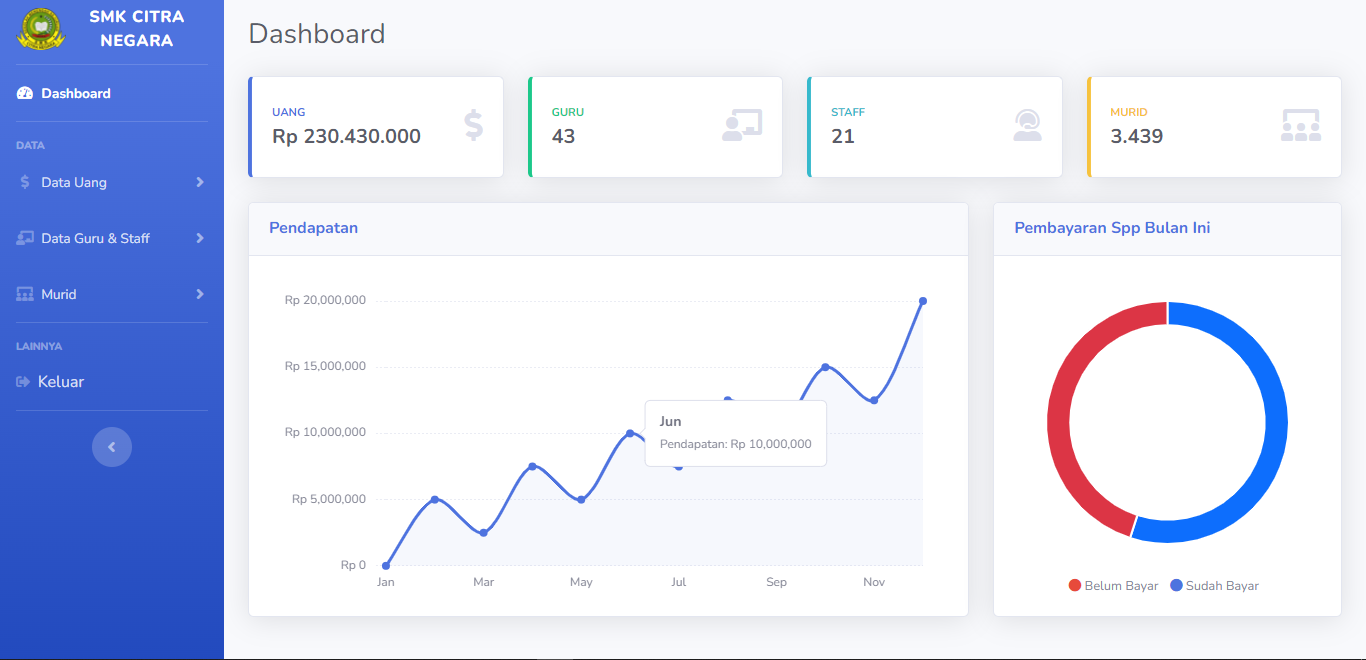 SMK CITRA
NEGARA
Dashboard
DATA
Data Uang
Data Guru & Staff
Murid
LAINNYA
Keluar
Dashboard
UANG
Rp 230.430.000
GURU
43
STAFF
21
MURID
3.439
Pendapatan
Rp 20,000,000
Rp 15,000,000
Rp 10,000,000
Rp 5,000,000
Rp 0
Jan Mar May Jul Sep Nov
Jun
Pendapatan: Rp 10,000,000
Pembayaran Spp Bulan Ini
Belum Bayar Sudah Bayar